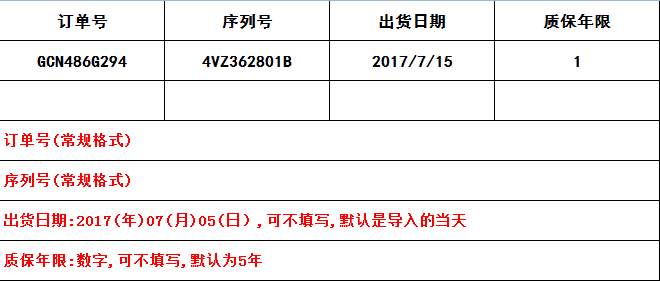 订单号 序列号 出货日期 质保年限
GCN486G294 4VZ362801B 2017/7/15 1
订单号(常规格式)
序列号(常规格式)
出货日期:2017(年)07(月)05(日),可不填写,默认是导入的当天
质保年限:数字,可不填写,默认为5年